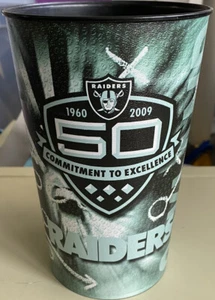 RAIDERS
1960 2009
50
COMMITMENT TO EXCELLENCE
RAIDERS